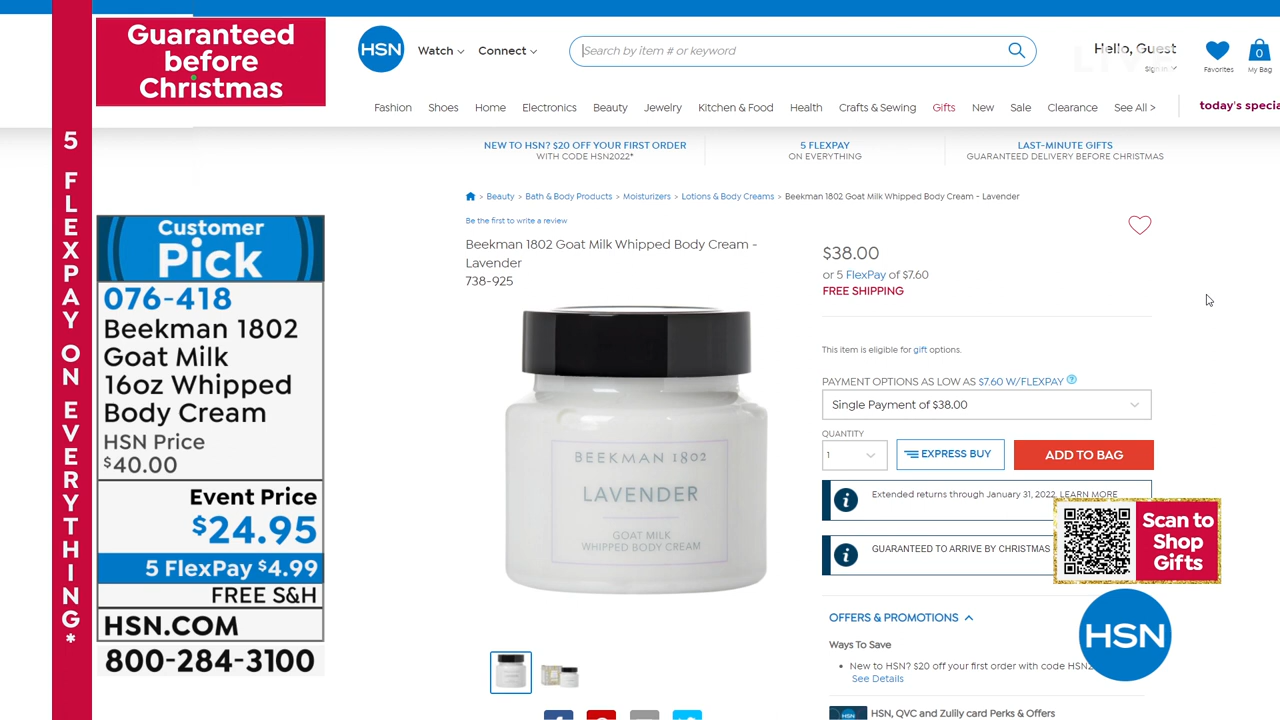 Guaranteed
before
Christmas
5 FLEXPAY ON EVERYTHING*
Customer
Pick
076-418
Beekman 1802
Goat Milk
16oz Whipped
Body Cream
HSN Price
$40.00
Event Price
$24.95
5 FlexPay $4.99
FREE S&H
HSN.COM
800-284-3100
HSN
Watch
Connect
Search by item # or keyword
LIVE
Hello, Guest
Sign in
Favorites
0
My Bag
Fashion
Shoes
Home
Electronics
Beauty
Jewelry
Kitchen & Food
Health
Crafts & Sewing
Gifts
New
Sale
Clearance
See All >
today's specia
NEW TO HSN? $20 OFF YOUR FIRST ORDER
WITH CODE HSN2022*
5 FLEXPAY
ON EVERYTHING
LAST-MINUTE GIFTS
GUARANTEED DELIVERY BEFORE CHRISTMAS
> Beauty > Bath & Body Products > Moisturizers > Lotions & Body Creams > Beekman 1802 Goat Milk Whipped Body Cream - Lavender
Be the first to write a review
Beekman 1802 Goat Milk Whipped Body Cream -
Lavender
738-925
BEEKMAN 1802
LAVENDER
GOAT MILK
WHIPPED BODY CREAM
$38.00
or 5 FlexPay of $7.60
FREE SHIPPING
This item is eligible for gift options.
PAYMENT OPTIONS AS LOW AS $7.60 W/FLEXPAY ?
Single Payment of $38.00
QUANTITY
1
EXPRESS BUY
ADD TO BAG
i
Extended returns through January 31, 2022. LEARN MORE
i
GUARANTEED TO ARRIVE BY CHRISTMAS
Scan to
Shop
Gifts
HSN
OFFERS & PROMOTIONS
Ways To Save
New to HSN? $20 off your first order with code HSN2
See Details
HSN, QVC and Zulily card Perks & Offers